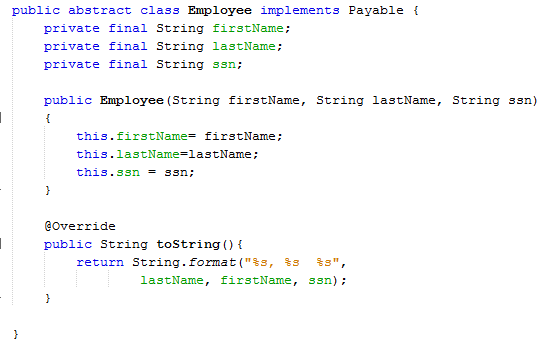 public abstract class Employee implements Payable {
    private final String firstName;
    private final String lastName;
    private final String ssn;

    public Employee(String firstName, String lastName, String ssn)
    {
        this.firstName= firstName;
        this.lastName=lastName;
        this.ssn = ssn;
    }

    @Override
    public String toString(){
        return String.format("%s, %s  %s",
                lastName, firstName, ssn);
    }

}